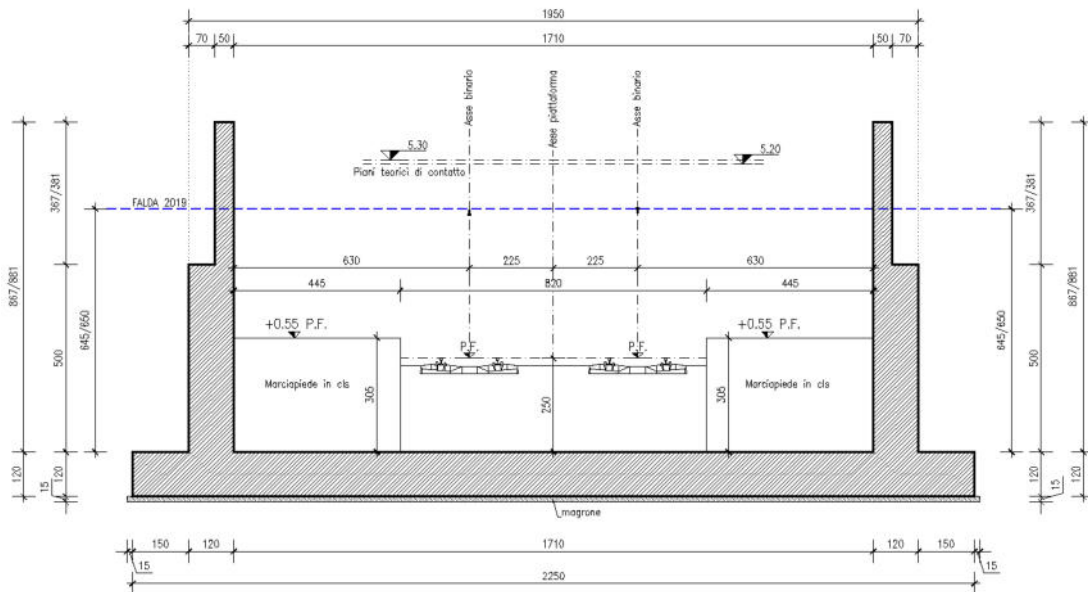 1950
70 50 1710 50 70
Asse binario
Asse piattaforma
Asse binario
5.30
5.20
Piani teorici di contatto
FALDA 2019
867/881
367/381
367/381
867/881
630 225 225 630
445 820 445
645/650
645/650
+0.55 P.F.
+0.55 P.F.
P.F.
P.F.
500
500
Marciapiede in cls
305
250
305
Marciapiede in cls
120
120
15
120
120
15
magrone
150 120 1710 120 150
15
15
2250